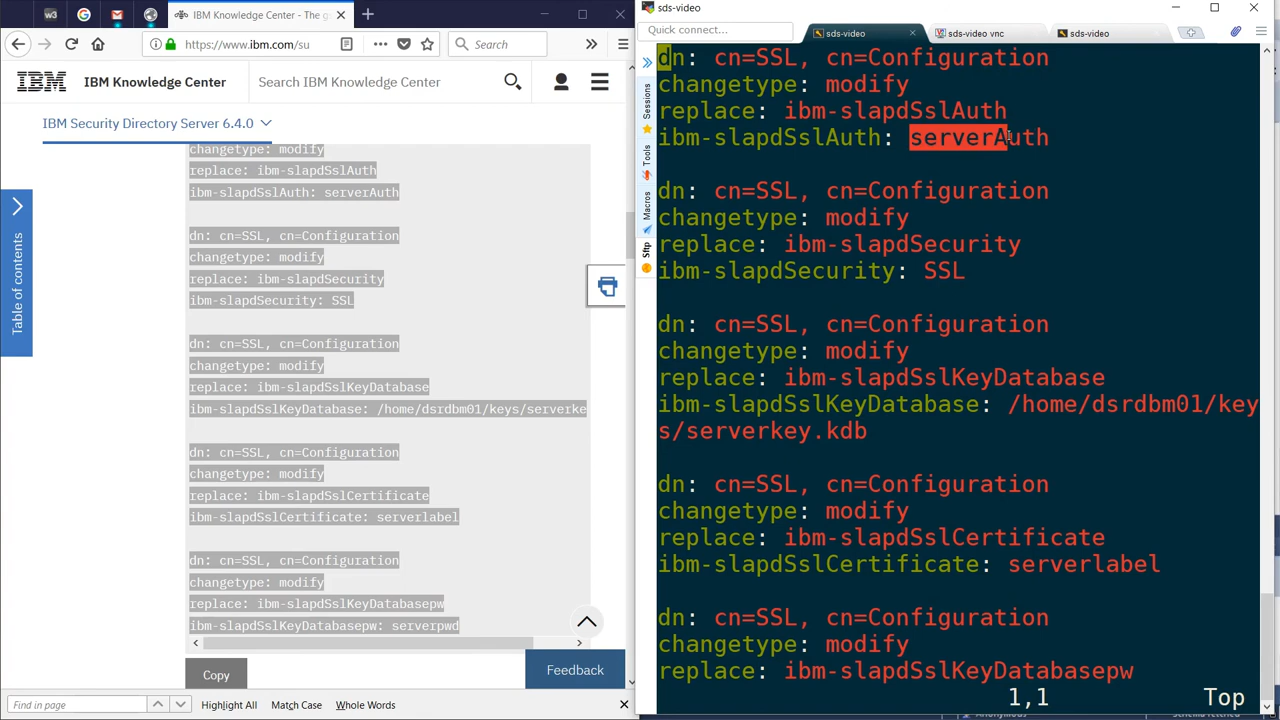 IBM Knowledge Center - The g
https://www.ibm.com/su
Search
IBM
IBM Knowledge Center
Search IBM Knowledge Center
IBM Security Directory Server 6.4.0
Table of contents
changetype: modify
replace: ibm-slapdSslAuth
ibm-slapdSslAuth: serverAuth
dn: cn=SSL, cn=Configuration
changetype: modify
replace: ibm-slapdSecurity
ibm-slapdSecurity: SSL
dn: cn=SSL, cn=Configuration
changetype: modify
replace: ibm-slapdSslKeyDatabase
ibm-slapdSslKeyDatabase: /home/dsrdbm01/keys/serverke
dn: cn=SSL, cn=Configuration
changetype: modify
replace: ibm-slapdSslCertificate
ibm-slapdSslCertificate: serverlabel
dn: cn=SSL, cn=Configuration
changetype: modify
replace: ibm-slapdSslKeyDatabasepw
ibm-slapdSslKeyDatabasepw: serverpwd
Copy
Feedback
Find in page
Highlight All
Match Case
Whole Words
sds-video
Quick connect...
sds-video
sds-video vnc
sds-video
Sessions
Tools
Macros
Sftp
dn: cn=SSL, cn=Configuration
changetype: modify
replace: ibm-slapdSslAuth
ibm-slapdSslAuth: serverAuth
dn: cn=SSL, cn=Configuration
changetype: modify
replace: ibm-slapdSecurity
ibm-slapdSecurity: SSL
dn: cn=SSL, cn=Configuration
changetype: modify
replace: ibm-slapdSslKeyDatabase
ibm-slapdSslKeyDatabase: /home/dsrdbm01/key
s/serverkey.kdb
dn: cn=SSL, cn=Configuration
changetype: modify
replace: ibm-slapdSslCertificate
ibm-slapdSslCertificate: serverlabel
dn: cn=SSL, cn=Configuration
changetype: modify
replace: ibm-slapdSslKeyDatabasepw
1,1 Top